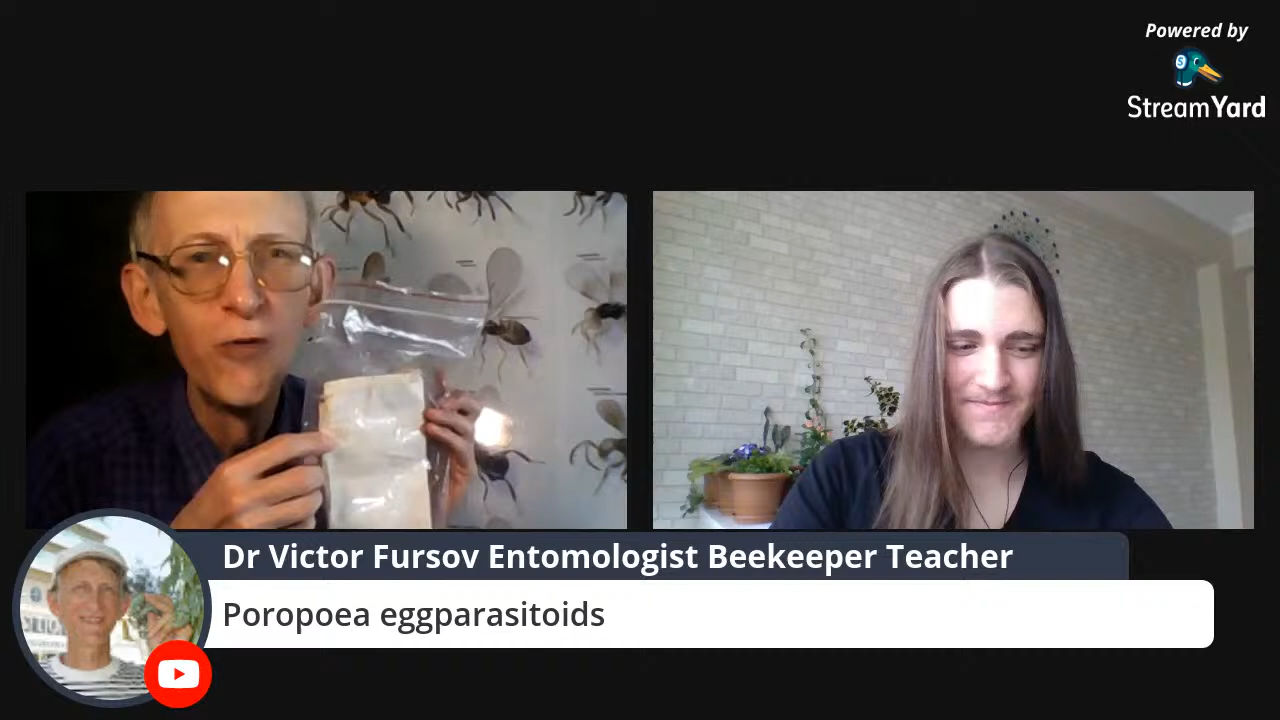 Powered by
StreamYard
Dr Victor Fursov Entomologist Beekeeper Teacher
Poropoea eggparasitoids